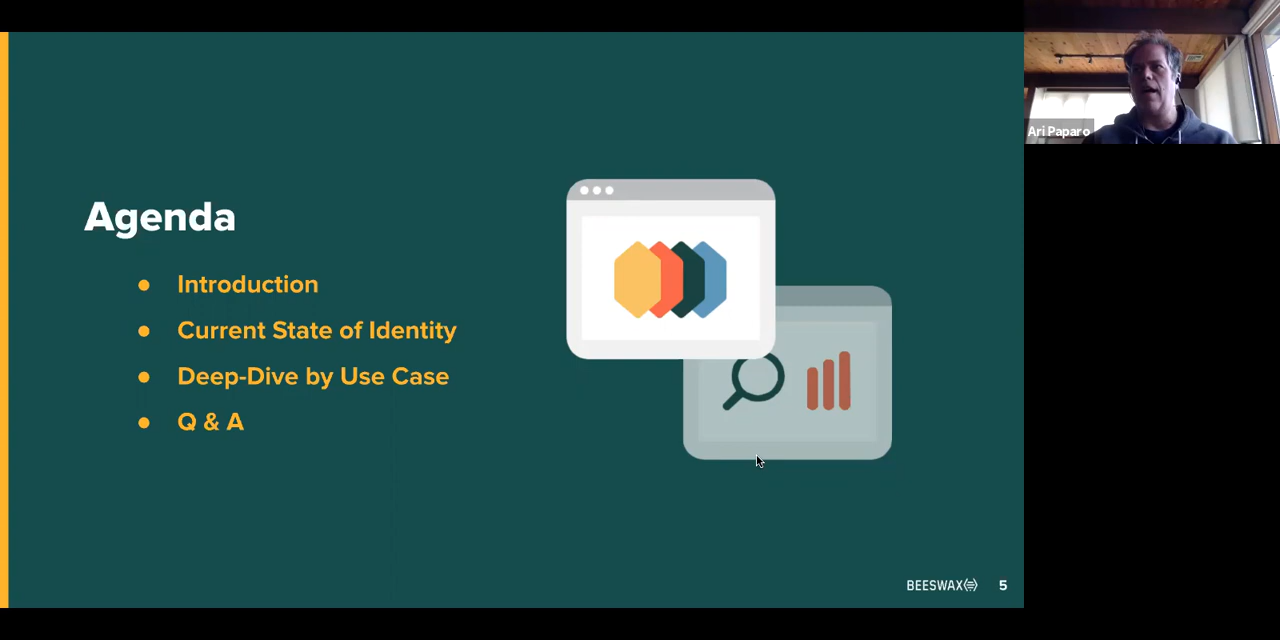 Agenda
● Introduction
● Current State of Identity
● Deep-Dive by Use Case
● Q & A
BEESWAX 5
Ari Paparo